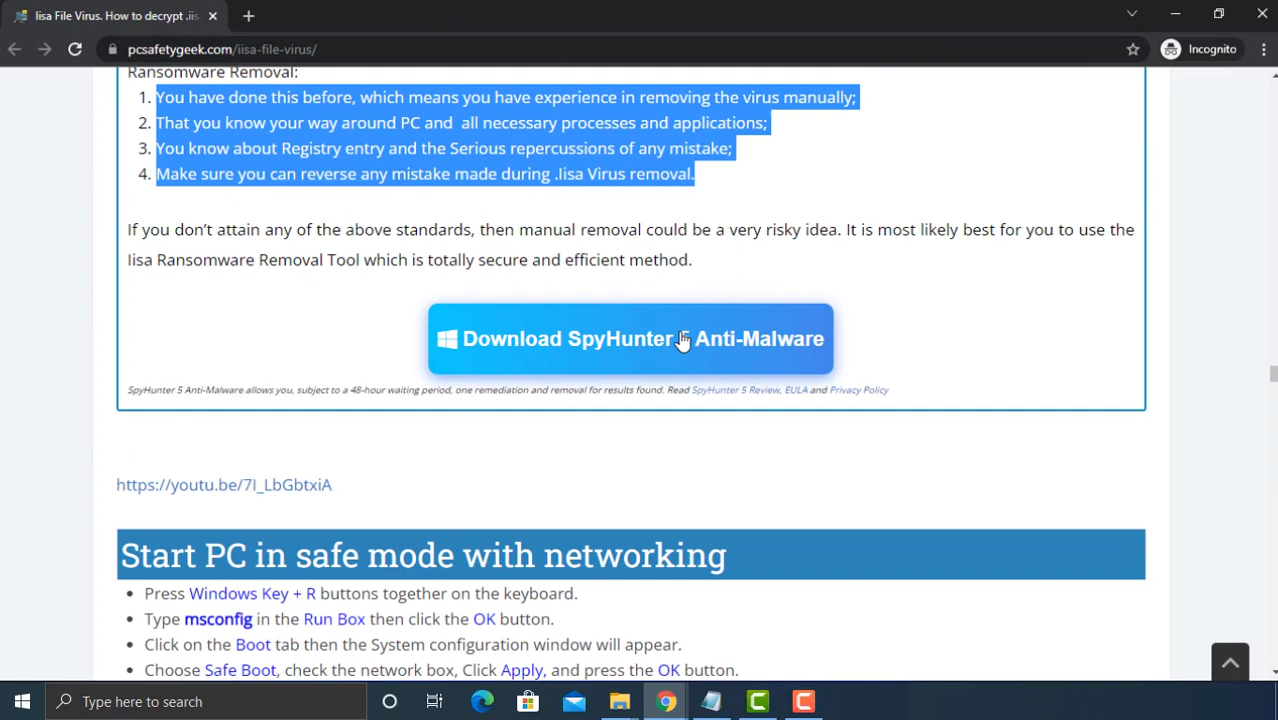 Iisa File Virus. How to decrypt .iis
pcsafetygeek.com/iisa-file-virus/
Incognito
Ransomware Removal:
1. You have done this before, which means you have experience in removing the virus manually;
2. That you know your way around PC and all necessary processes and applications;
3. You know about Registry entry and the Serious repercussions of any mistake;
4. Make sure you can reverse any mistake made during .Iisa Virus removal.
If you don't attain any of the above standards, then manual removal could be a very risky idea. It is most likely best for you to use the
Iisa Ransomware Removal Tool which is totally secure and efficient method.
Download SpyHunter 5 Anti-Malware
SpyHunter 5 Anti-Malware allows you, subject to a 48-hour waiting period, one remediation and removal for results found. Read SpyHunter 5 Review, EULA and Privacy Policy
https://youtu.be/7I_LbGbtxiA
Start PC in safe mode with networking
• Press Windows Key + R buttons together on the keyboard.
• Type msconfig in the Run Box then click the OK button.
• Click on the Boot tab then the System configuration window will appear.
• Choose Safe Boot, check the network box, Click Apply, and press the OK button.
Type here to search